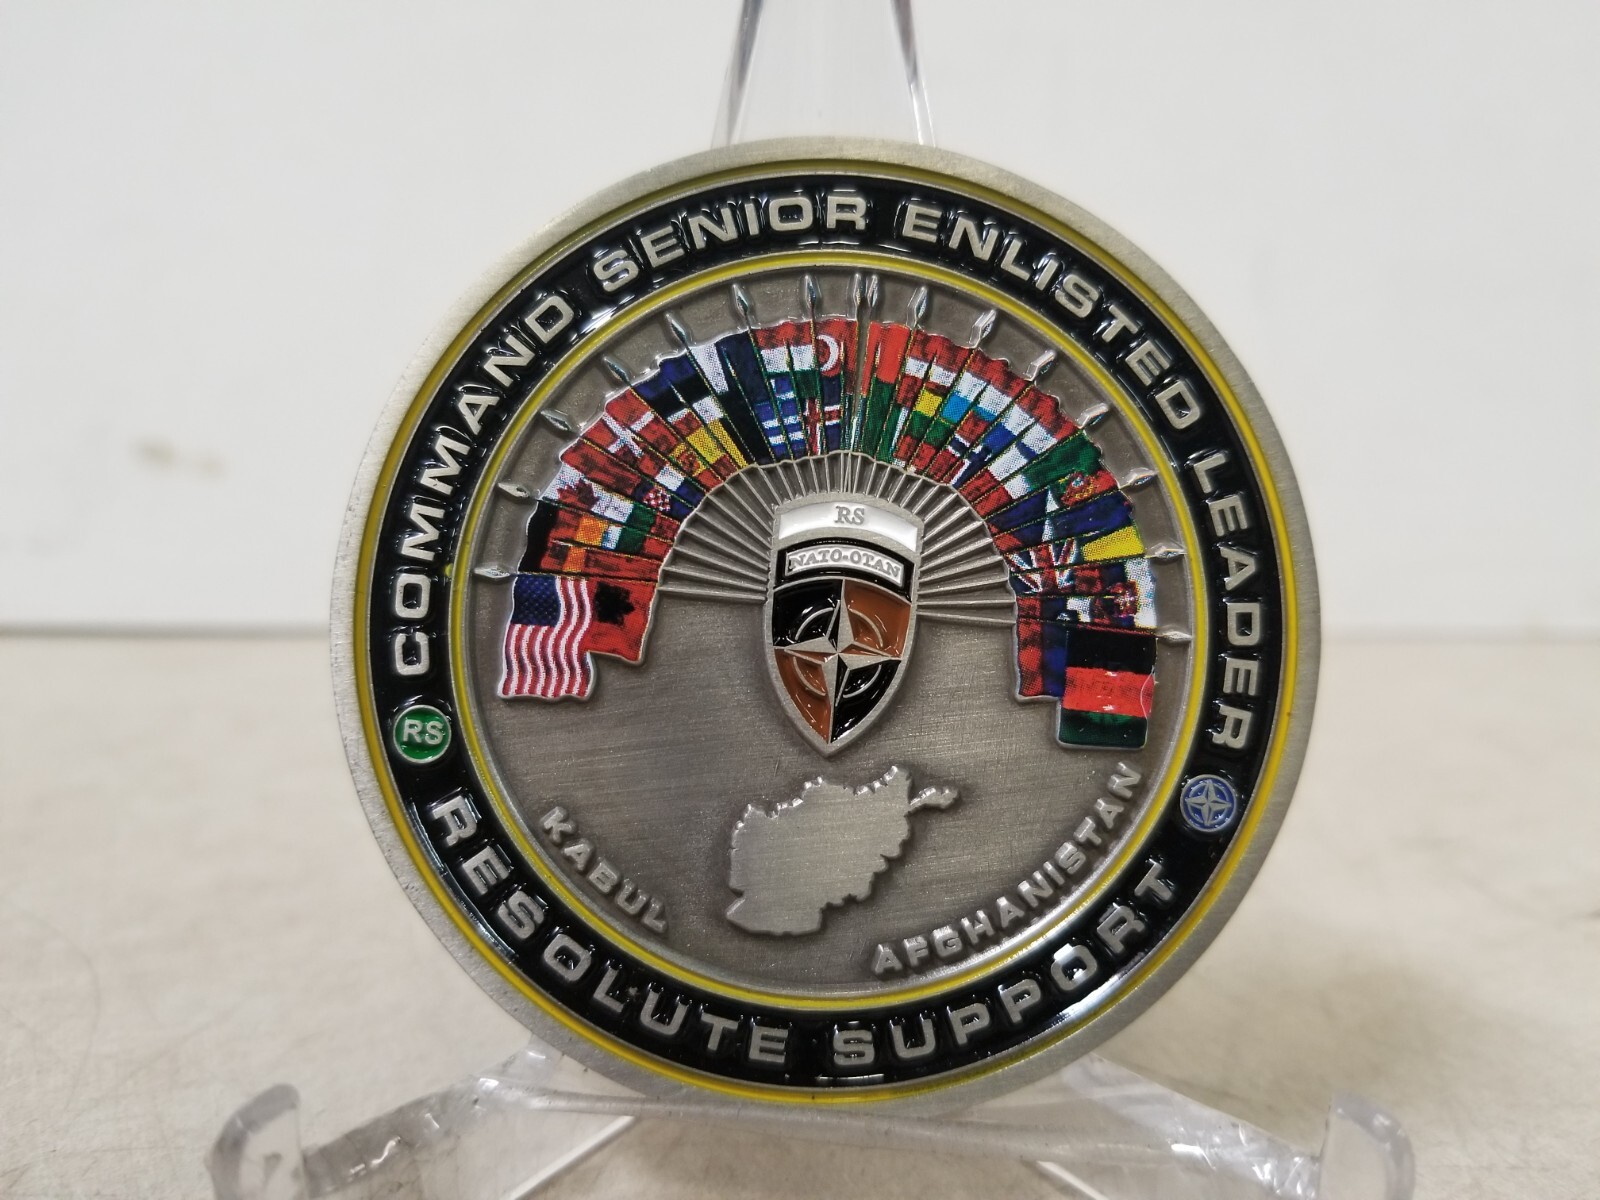 COMMAND SENIOR ENLISTED LEADER
RS
NATO-OTAN
RS
KABUL
AFGHANISTAN
RESOLUTE SUPPORT